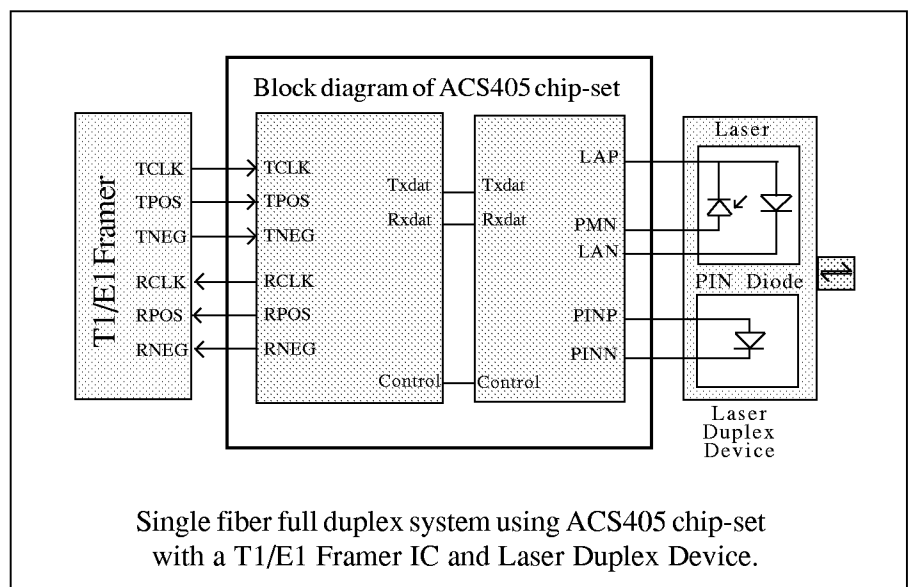 Block diagram of ACS405 chip-set
T1/E1 Framer
TCLK
TPOS
TNEG
RCLK
RPOS
RNEG
TCLK
TPOS
TNEG
RCLK
RPOS
RNEG
Txdat
Rxdat
Control
Txdat
Rxdat
Control
LAP
PMN
LAN
PINP
PINN
Laser
PIN Diode
Laser
Duplex
Device
Single fiber full duplex system using ACS405 chip-set
with a T1/E1 Framer IC and Laser Duplex Device.